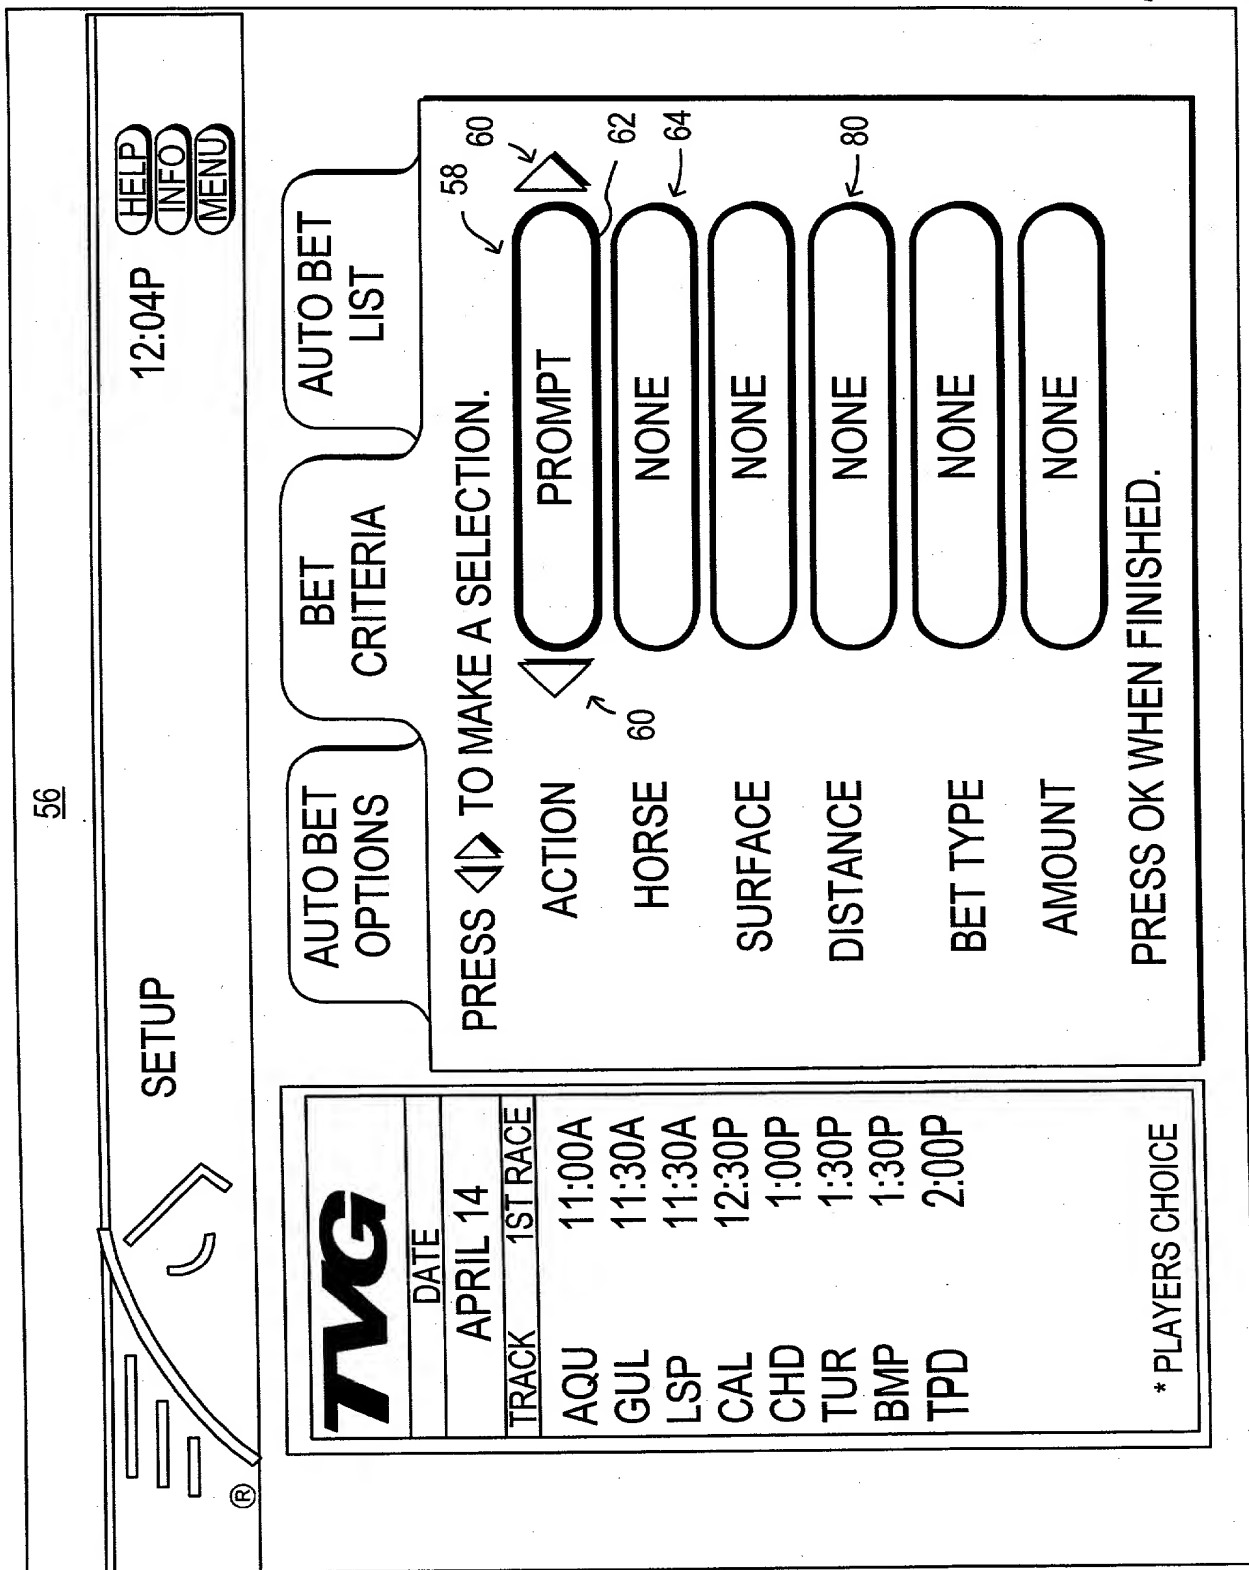 56
SETUP
12:04P
HELP
INFO
MENU
®
TVG
DATE
APRIL 14
TRACK 1ST RACE
AQU 11:00A
GUL 11:30A
LSP 11:30A
CAL 12:30P
CHD 1:00P
TUR 1:30P
BMP 1:30P
TPD 2:00P
* PLAYERS CHOICE
AUTO BET
OPTIONS
BET
CRITERIA
AUTO BET
LIST
PRESS ◁▷ TO MAKE A SELECTION.
58
60
ACTION PROMPT
60
62
HORSE NONE
64
SURFACE NONE
DISTANCE NONE
80
BET TYPE NONE
AMOUNT NONE
PRESS OK WHEN FINISHED.